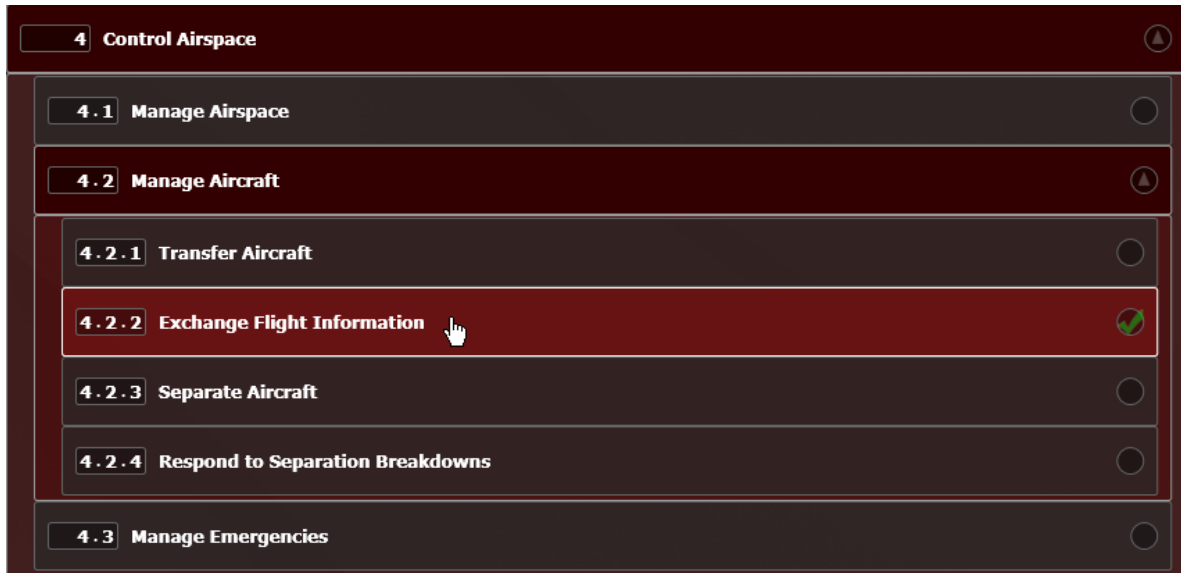 4 Control Airspace
4.1 Manage Airspace
4.2 Manage Aircraft
4.2.1 Transfer Aircraft
4.2.2 Exchange Flight Information
4.2.3 Separate Aircraft
4.2.4 Respond to Separation Breakdowns
4.3 Manage Emergencies